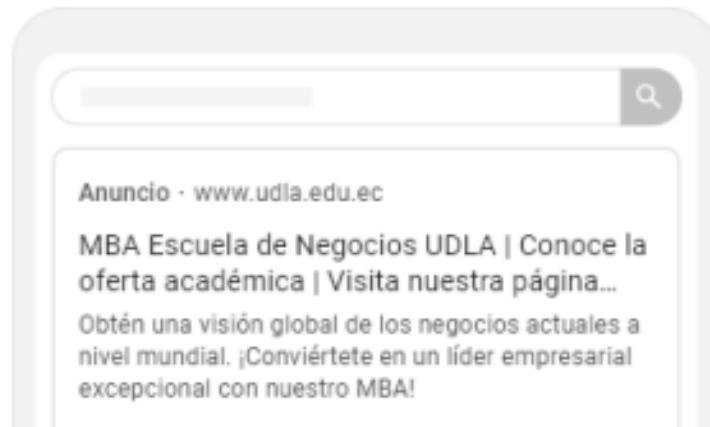 Anuncio · www.udla.edu.ec
MBA Escuela de Negocios UDLA | Conoce la
oferta académica | Visita nuestra página...
Obtén una visión global de los negocios actuales a
nivel mundial. ¡Conviértete en un líder empresarial
excepcional con nuestro MBA!